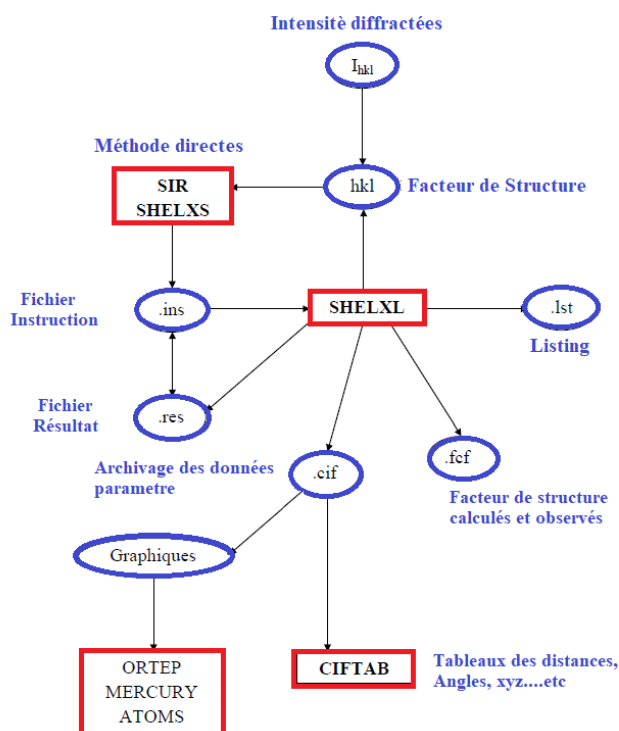 Intensitè diffractées
Ihkl
Méthode directes
SIR
SHELXS
hkl
Facteur de Structure
Fichier
Instruction
.ins
SHELXL
.lst
Listing
Fichier
Résultat
.res
Archivage des données
parametre
.cif
.fcf
Facteur de structure
calculés et observés
Graphiques
ORTEP
MERCURY
ATOMS
CIFTAB
Tableaux des distances,
Angles, xyz....etc